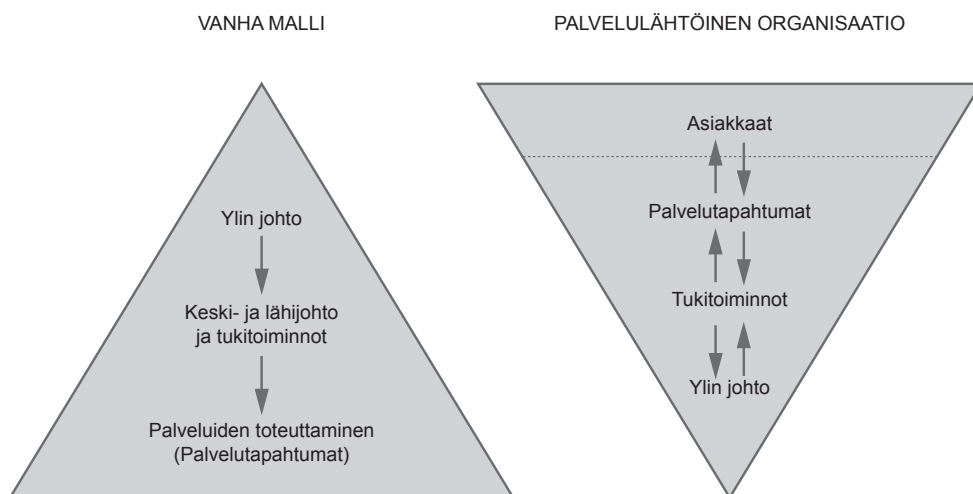 VANHA MALLI
Ylin johto
Keski- ja lähijohto
ja tukitoiminnot
Palveluiden toteuttaminen
(Palvelutapahtumat)
PALVELULÄHTÖINEN ORGANISAATIO
Asiakkaat
Palvelutapahtumat
Tukitoiminnot
Ylin johto